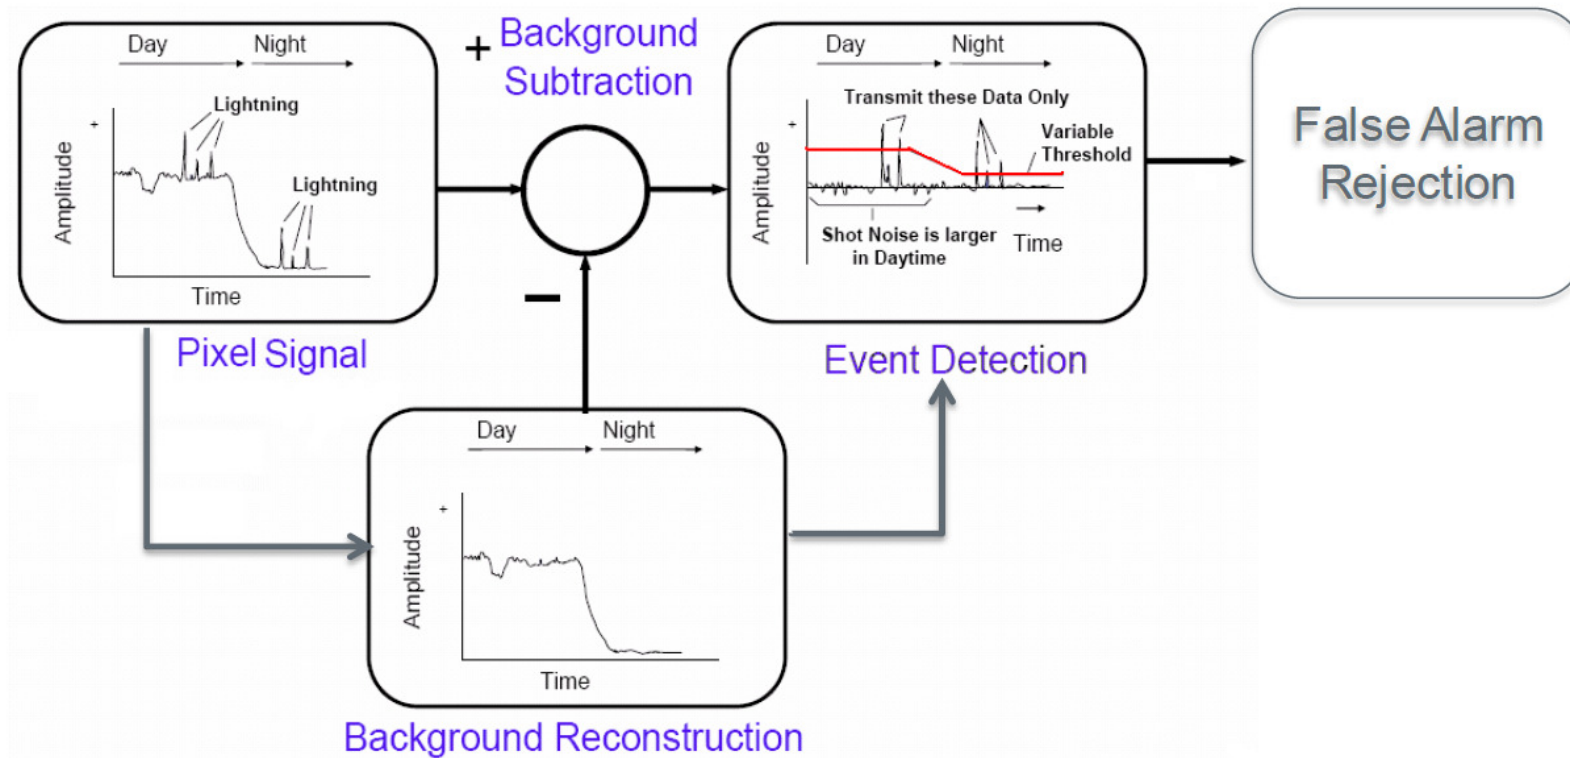 Day Night
Lightning
Lightning
+
Amplitude
Time
Pixel Signal
+ Background
Subtraction
−
Day Night
Transmit these Data Only
Variable
Threshold
+
Amplitude
Shot Noise is larger
in Daytime
Time
Event Detection
False Alarm
Rejection
Day Night
+
Amplitude
Time
Background Reconstruction